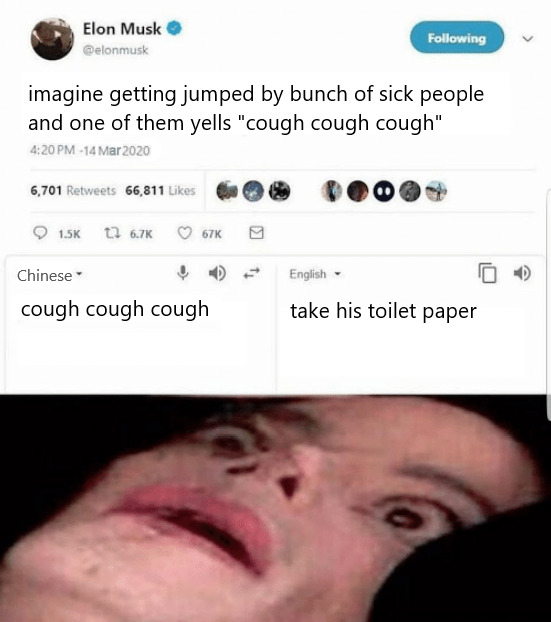 Elon Musk
@elonmusk
Following
imagine getting jumped by bunch of sick people
and one of them yells "cough cough cough"
4:20 PM -14 Mar 2020
6,701 Retweets 66,811 Likes
1.5K 6.7K 67K
Chinese English
cough cough cough take his toilet paper